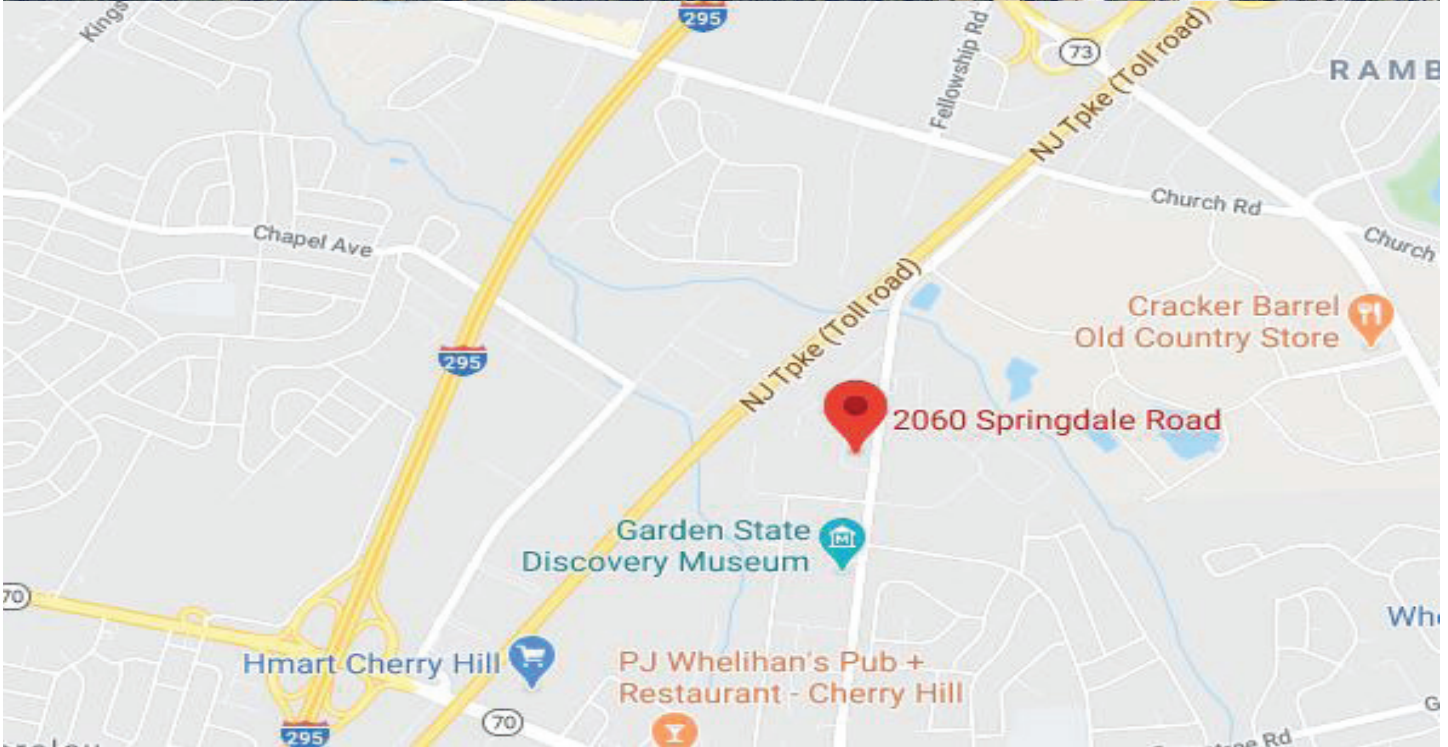 Kings
295
Fellowship Rd
73
NJ Tpke (Toll road)
RAMB
Church Rd
Church
Chapel Ave
NJ Tpke (Toll road)
Cracker Barrel
Old Country Store
295
2060 Springdale Road
Garden State
Discovery Museum
70
Hmart Cherry Hill
PJ Whelihan's Pub +
Restaurant - Cherry Hill
Who
70
295
G
Rd